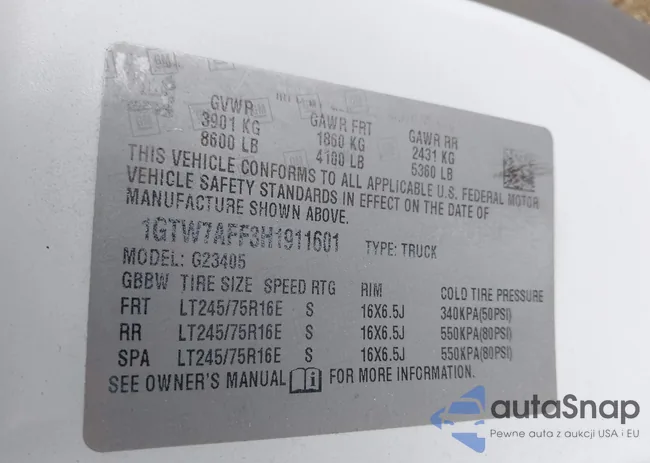 GVWR GAWR FRT GAWR RR
3901 KG 1860 KG 2431 KG
8600 LB 4100 LB 5360 LB
THIS VEHICLE CONFORMS TO ALL APPLICABLE U.S. FEDERAL MOTOR
VEHICLE SAFETY STANDARDS IN EFFECT ON THE DATE OF
MANUFACTURE SHOWN ABOVE.
1GTW7AFF3H1911601 TYPE: TRUCK
MODEL: G23405
GBBW TIRE SIZE SPEED RTG RIM COLD TIRE PRESSURE
FRT LT245/75R16E S 16X6.5J 340KPA(50PSI)
RR LT245/75R16E S 16X6.5J 550KPA(80PSI)
SPA LT245/75R16E S 16X6.5J 550KPA(80PSI)
SEE OWNER'S MANUAL FOR MORE INFORMATION.
autaSnap
Pewne auta z aukcji USA i EU